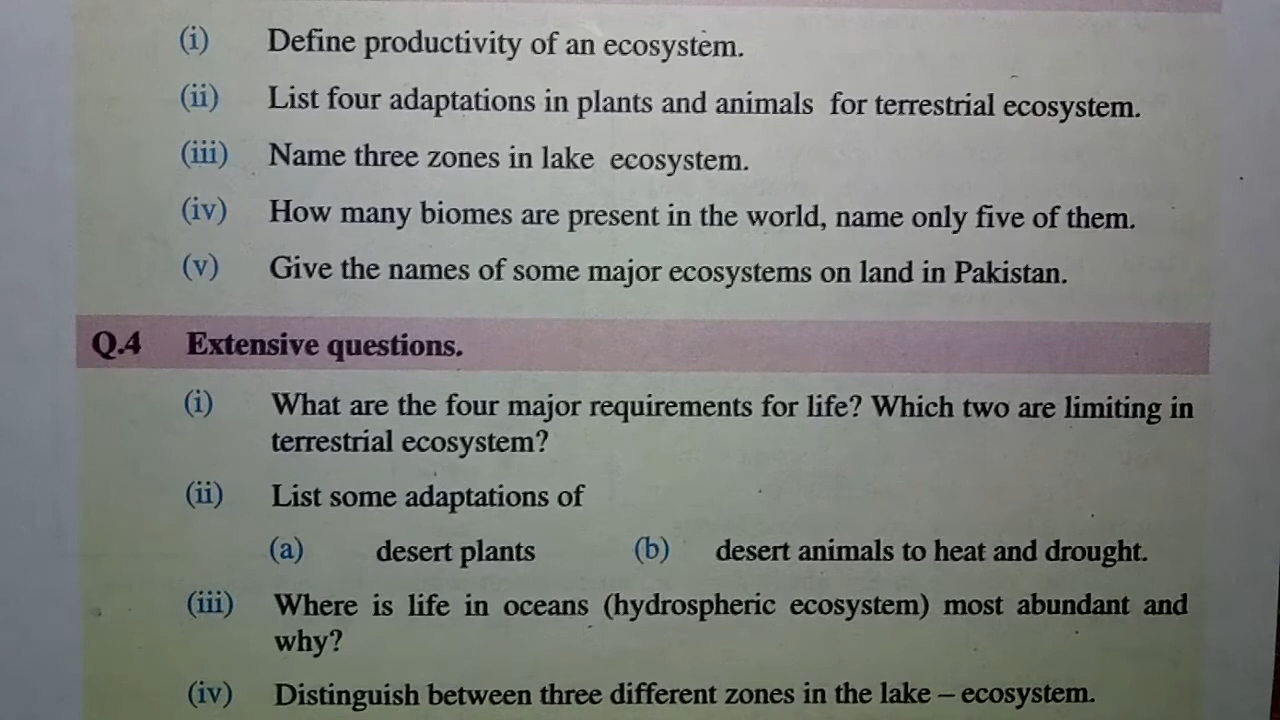 (i) Define productivity of an ecosystem.
(ii) List four adaptations in plants and animals for terrestrial ecosystem.
(iii) Name three zones in lake ecosystem.
(iv) How many biomes are present in the world, name only five of them.
(v) Give the names of some major ecosystems on land in Pakistan.
Q.4 Extensive questions.
(i) What are the four major requirements for life? Which two are limiting in
terrestrial ecosystem?
(ii) List some adaptations of
(a) desert plants (b) desert animals to heat and drought.
(iii) Where is life in oceans (hydrospheric ecosystem) most abundant and
why?
(iv) Distinguish between three different zones in the lake – ecosystem.